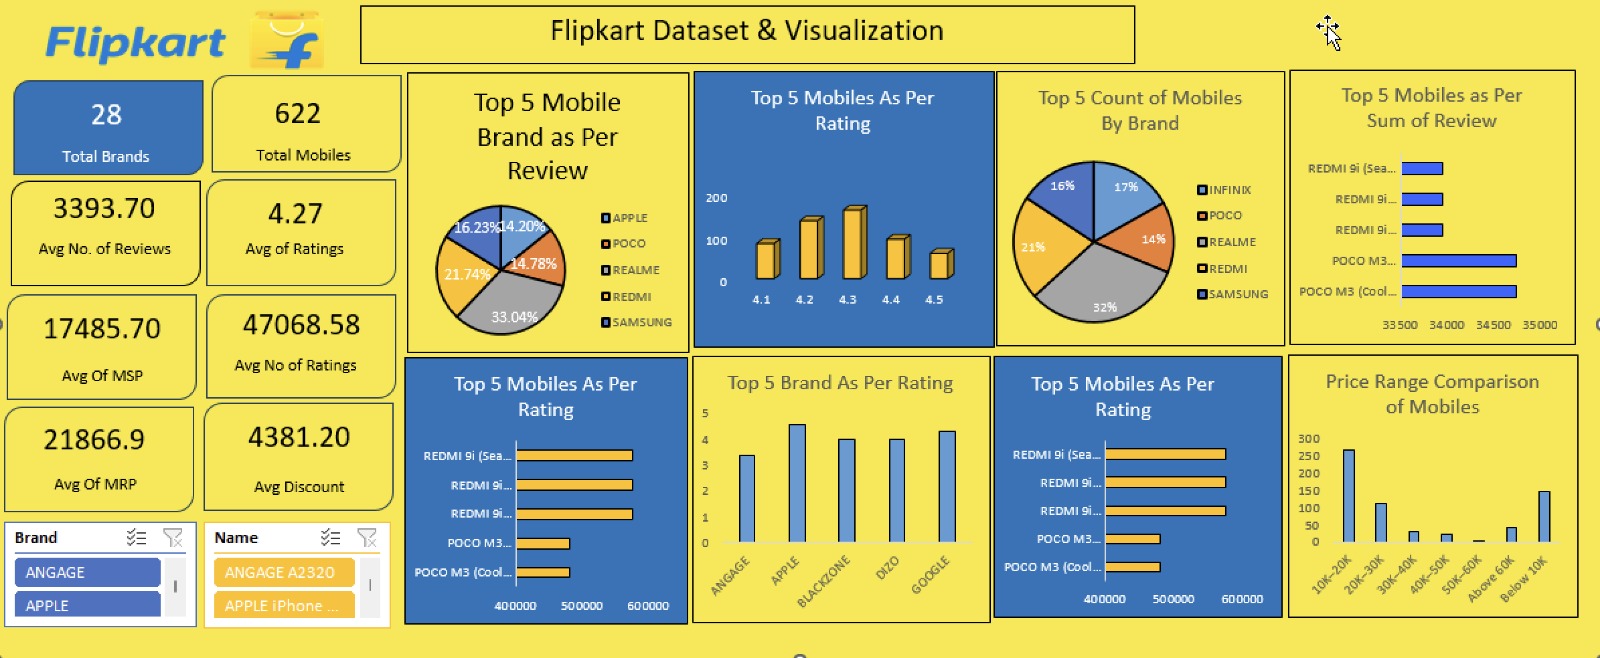 Flipkart
Flipkart Dataset & Visualization
28
Total Brands
622
Total Mobiles
3393.70
Avg No. of Reviews
4.27
Avg of Ratings
17485.70
Avg Of MSP
47068.58
Avg No of Ratings
21866.9
Avg Of MRP
4381.20
Avg Discount
Brand
ANGAGE
APPLE
Name
ANGAGE A2320
APPLE iPhone ...
Top 5 Mobile
Brand as Per
Review
16.23%
14.20%
21.74%
14.78%
33.04%
APPLE
POCO
REALME
REDMI
SAMSUNG
Top 5 Mobiles As Per
Rating
200
100
0
4.1 4.2 4.3 4.4 4.5
Top 5 Count of Mobiles
By Brand
16%
17%
21%
14%
32%
INFINIX
POCO
REALME
REDMI
SAMSUNG
Top 5 Mobiles as Per
Sum of Review
REDMI 9i (Sea...
REDMI 9i...
REDMI 9i...
POCO M3...
POCO M3 (Cool...
33500 34000 34500 35000
Top 5 Mobiles As Per
Rating
REDMI 9i (Sea...
REDMI 9i...
REDMI 9i...
POCO M3...
POCO M3 (Cool...
400000 500000 600000
Top 5 Brand As Per Rating
5
4
3
2
1
0
ANGAGE
APPLE
BLACKZONE
DIZO
GOOGLE
Top 5 Mobiles As Per
Rating
REDMI 9i (Sea...
REDMI 9i...
REDMI 9i...
POCO M3...
POCO M3 (Cool...
400000 500000 600000
Price Range Comparison
of Mobiles
300
250
200
150
100
50
0
10K–20K
20K–30K
30K–40K
40K–50K
50K–60K
Above 60K
Below 10K